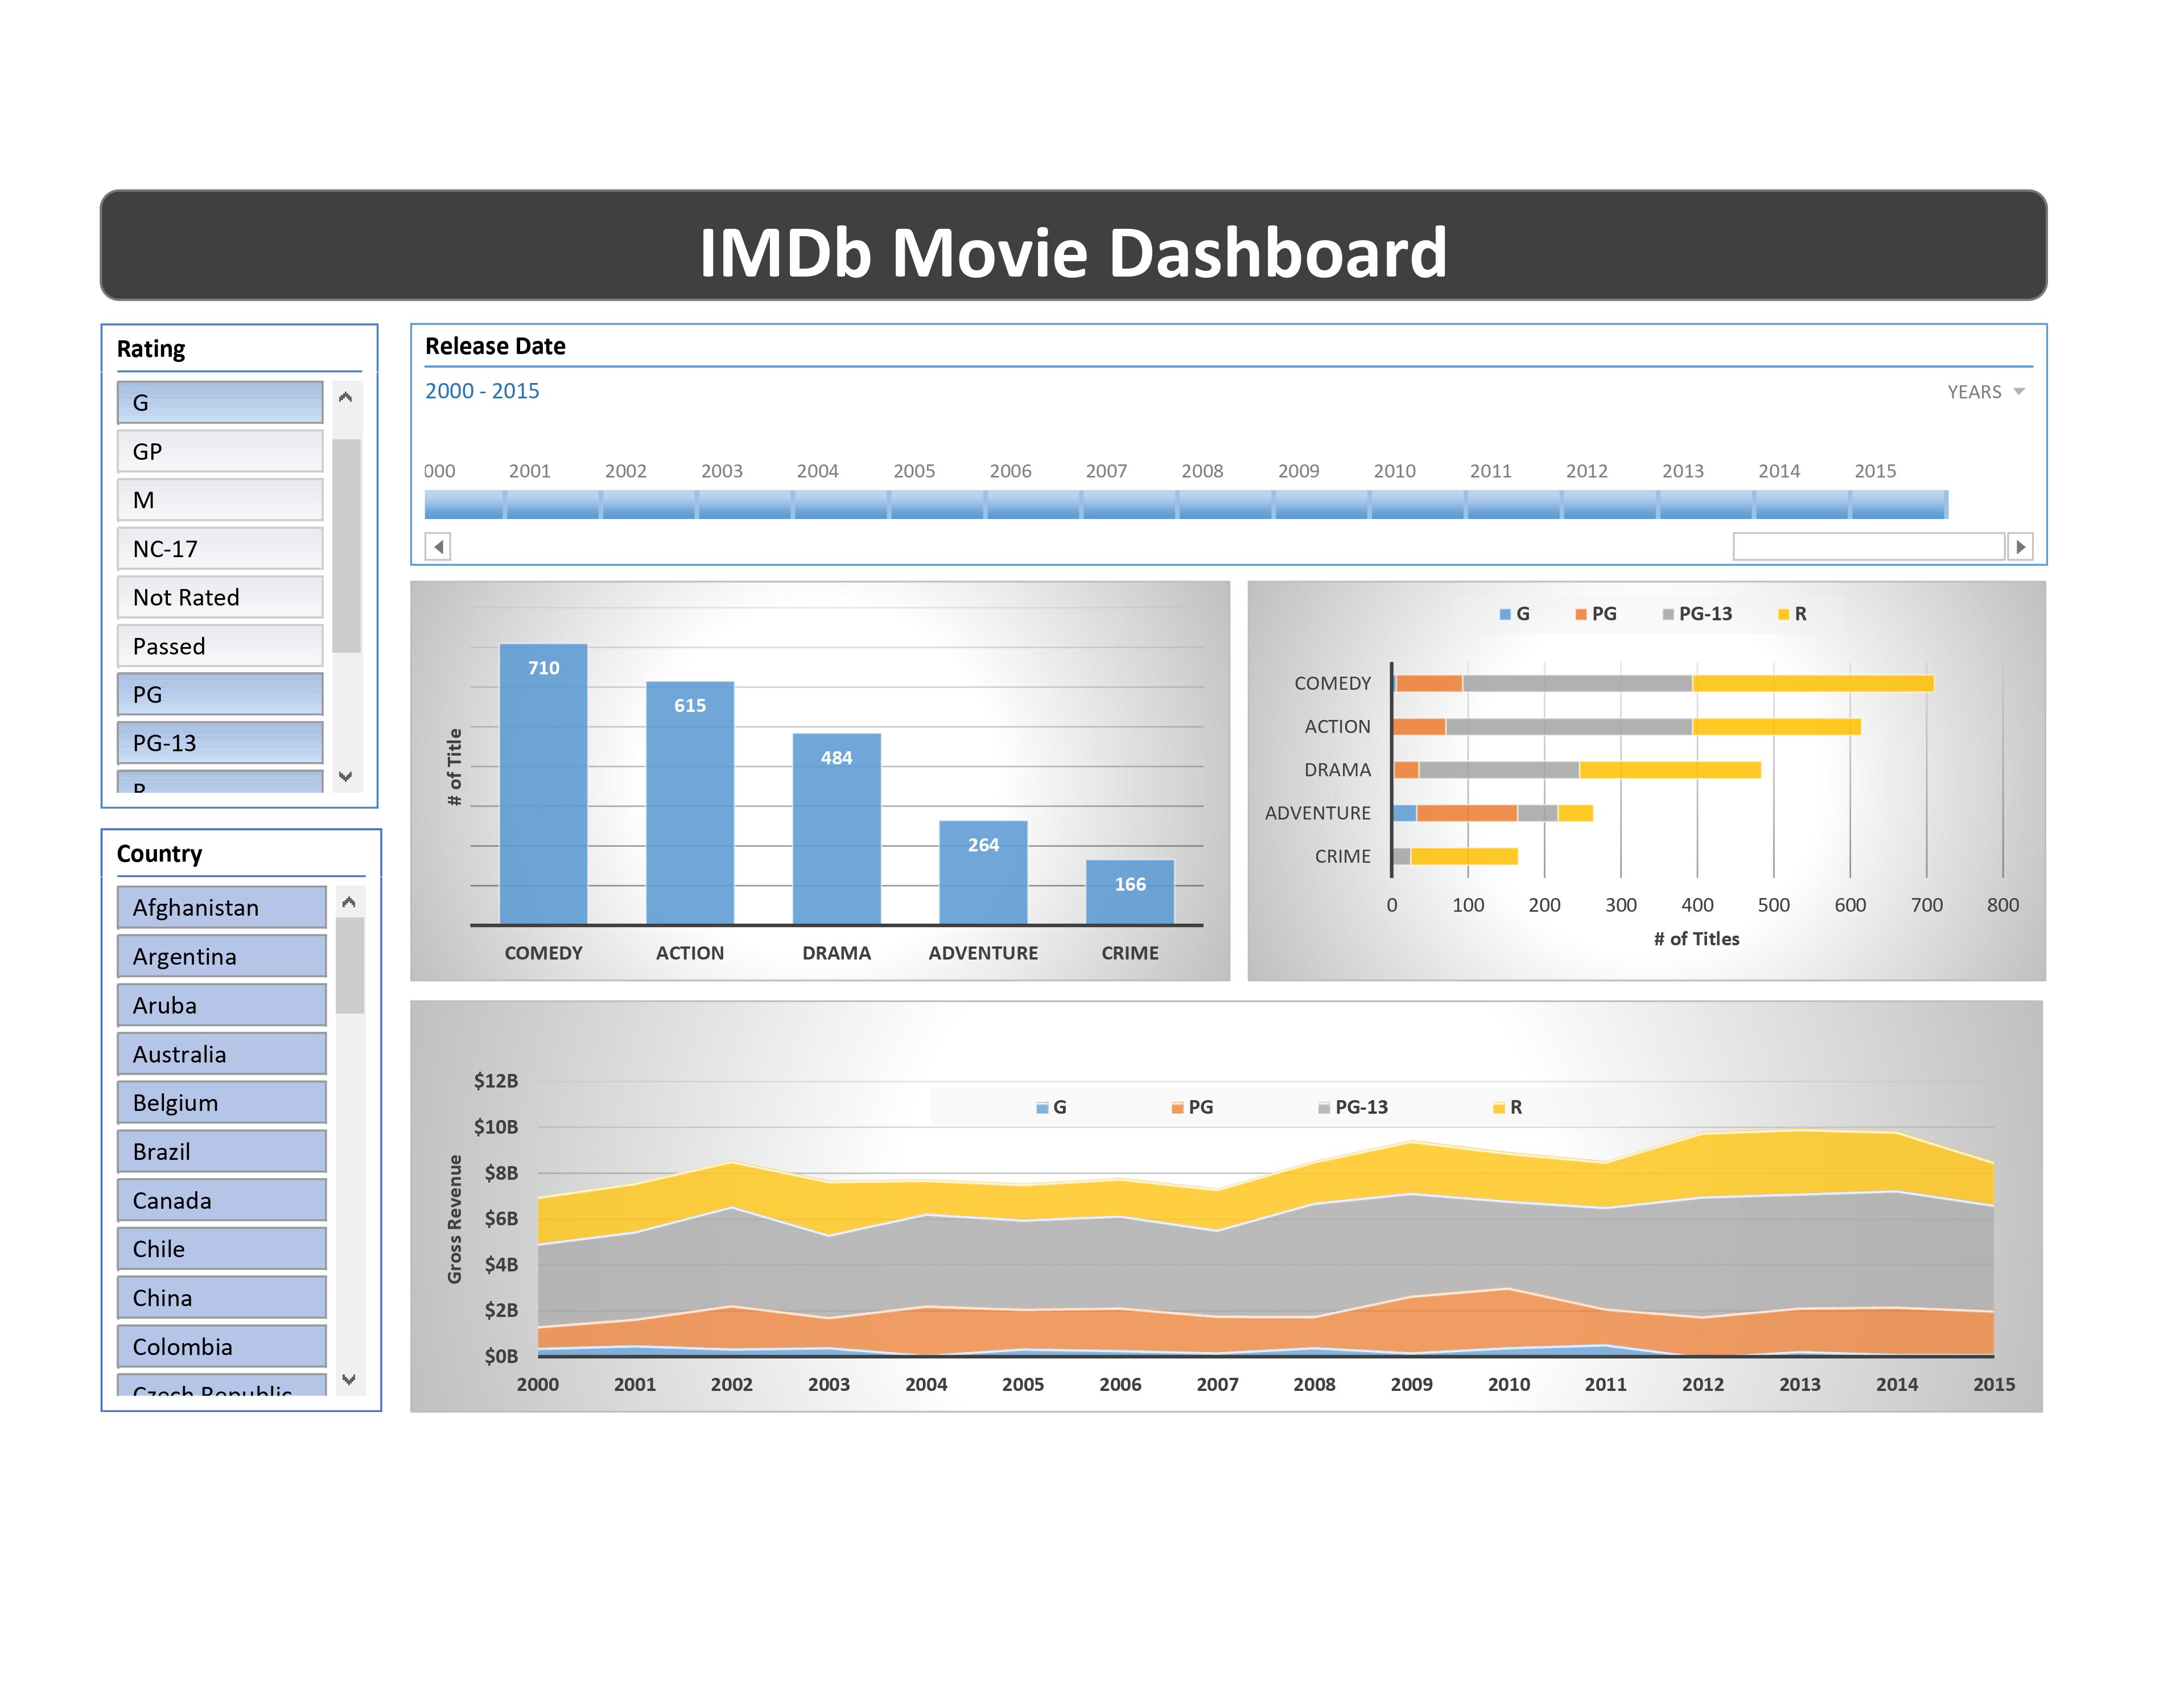 IMDb Movie Dashboard
Rating
G
GP
M
NC-17
Not Rated
Passed
PG
PG-13
R
Country
Afghanistan
Argentina
Aruba
Australia
Belgium
Brazil
Canada
Chile
China
Colombia
Czech Republic
Release Date
2000 - 2015
YEARS
000 2001 2002 2003 2004 2005 2006 2007 2008 2009 2010 2011 2012 2013 2014 2015
# of Title
710
615
484
264
166
COMEDY ACTION DRAMA ADVENTURE CRIME
G PG PG-13 R
COMEDY
ACTION
DRAMA
ADVENTURE
CRIME
0 100 200 300 400 500 600 700 800
# of Titles
Gross Revenue
$12B
G PG PG-13 R
$10B
$8B
$6B
$4B
$2B
$0B
2000 2001 2002 2003 2004 2005 2006 2007 2008 2009 2010 2011 2012 2013 2014 2015